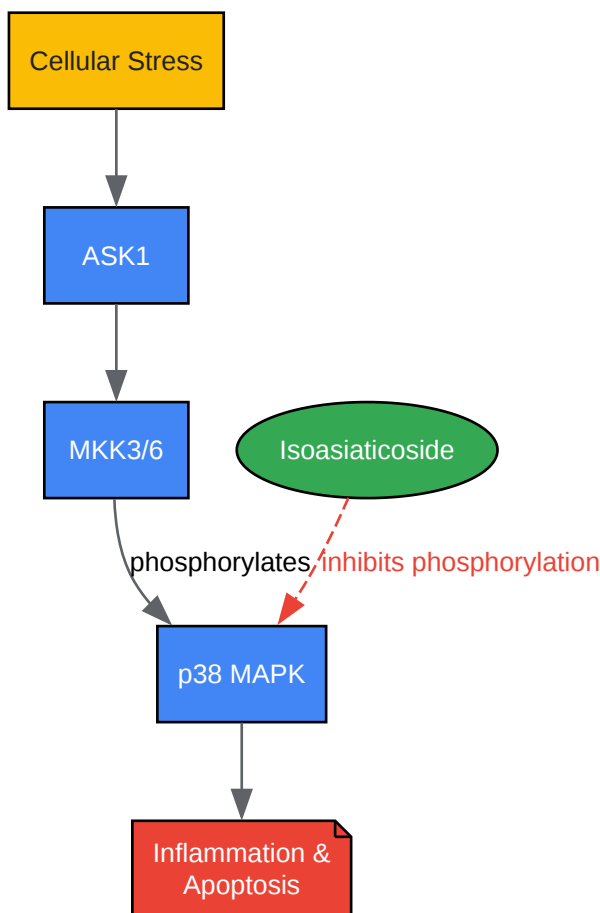 Cellular Stress
ASK1
MKK3/6
Isoasiaticoside
phosphorylates
inhibits phosphorylation
p38 MAPK
Inflammation &
Apoptosis